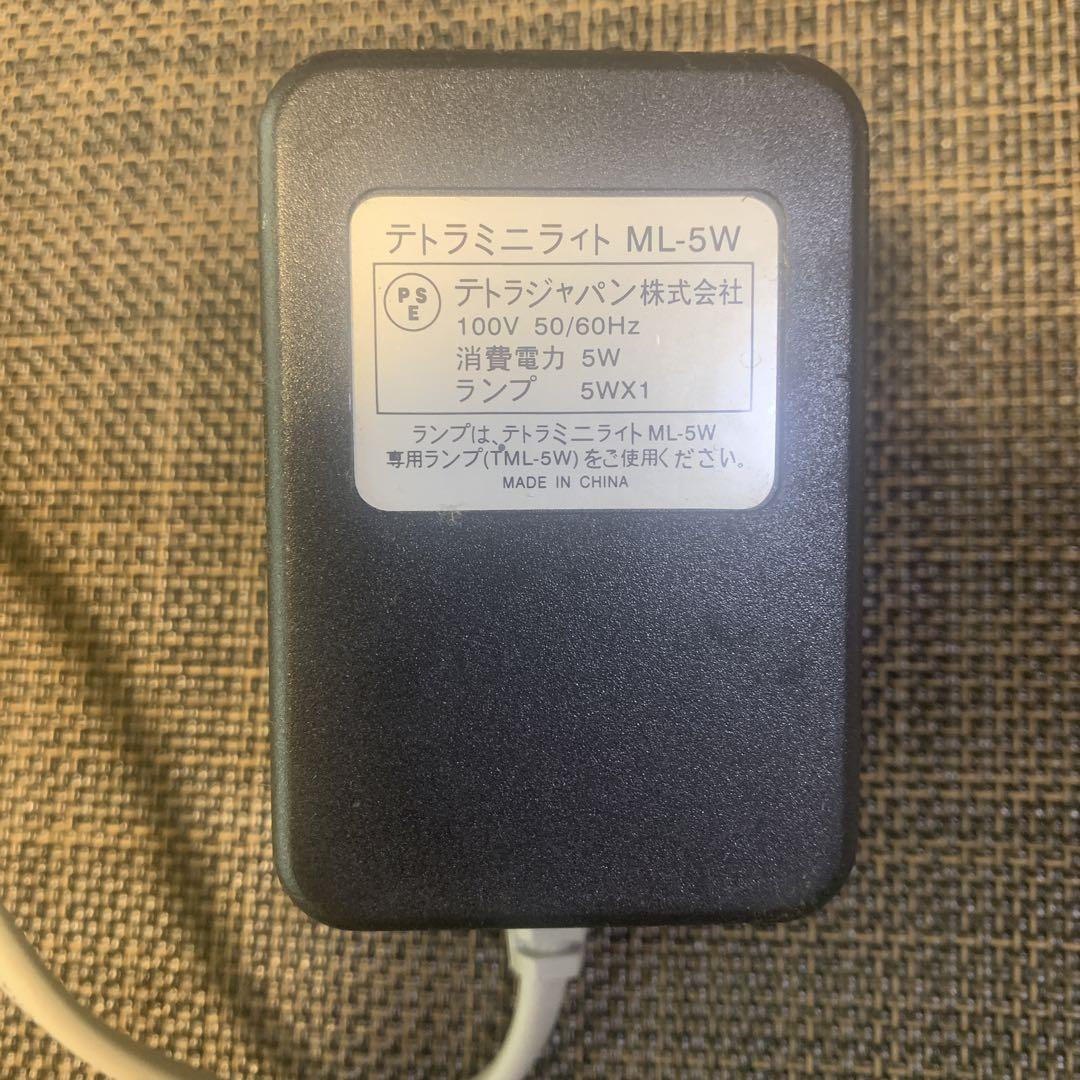 テトラミニライト ML-5W
PSE テトラジャパン株式会社
100V 50/60Hz
消費電力 5W
ランプ 5WX1
ランプは、テトラミニライト ML-5W
専用ランプ(TML-5W)をご使用ください。
MADE IN CHINA